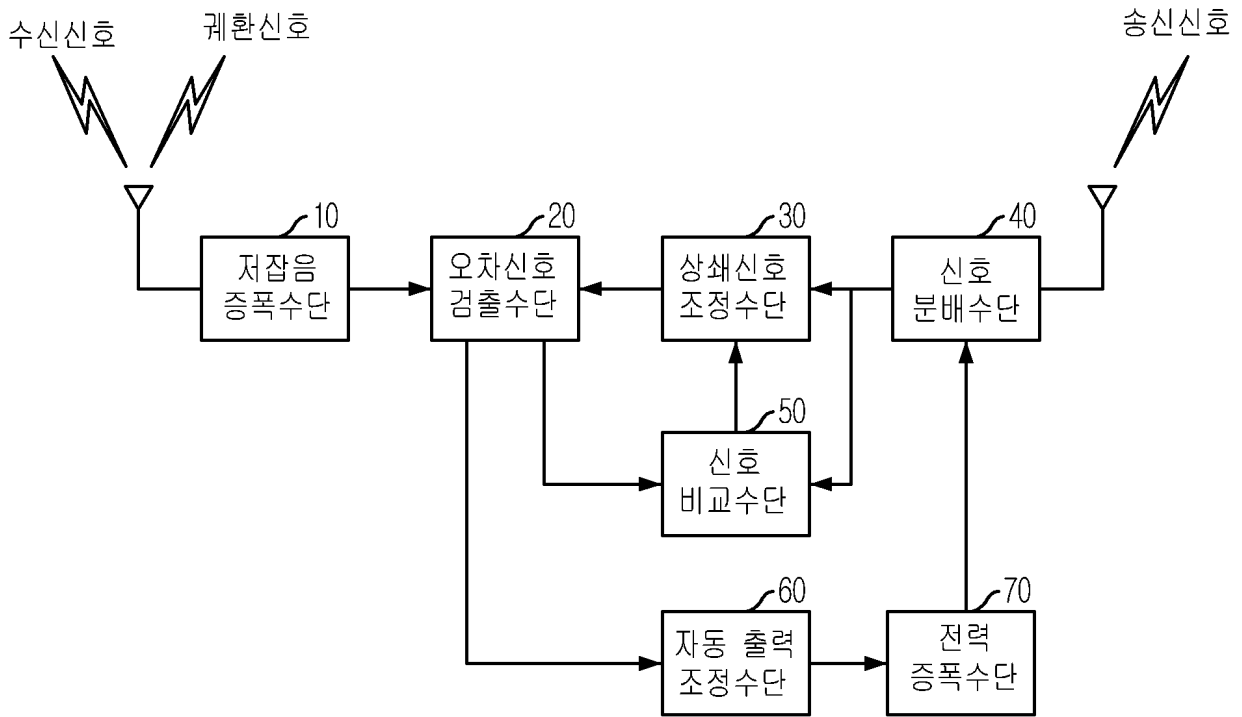 수신신호
궤환신호
송신신호
10
저잡음
증폭수단
20
오차신호
검출수단
30
상쇄신호
조정수단
40
신호
분배수단
50
신호
비교수단
60
자동 출력
조정수단
70
전력
증폭수단